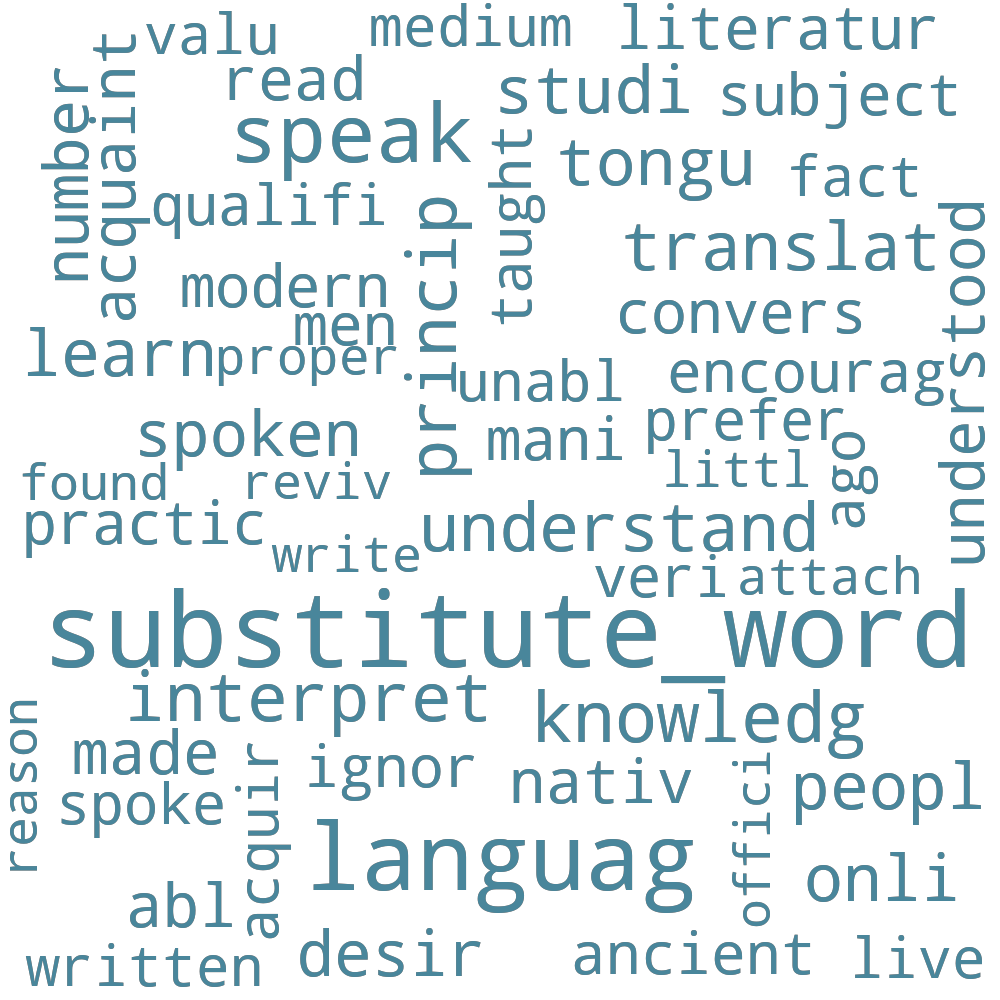 valu
medium
literatur
acquaint
number
read
studi
subject
speak
taught
tongu
fact
qualifi
princip
translat
understood
modern
convers
men
learn
proper
unabl
encourag
prefer
spoken
mani
ago
found
reviv
littl
practic
understand
write
veri
attach
substitute_word
interpret
knowledg
reason
made
ignor
nativ
offici
peopl
spoke
acquir
languag
onli
abl
written
desir
ancient
live